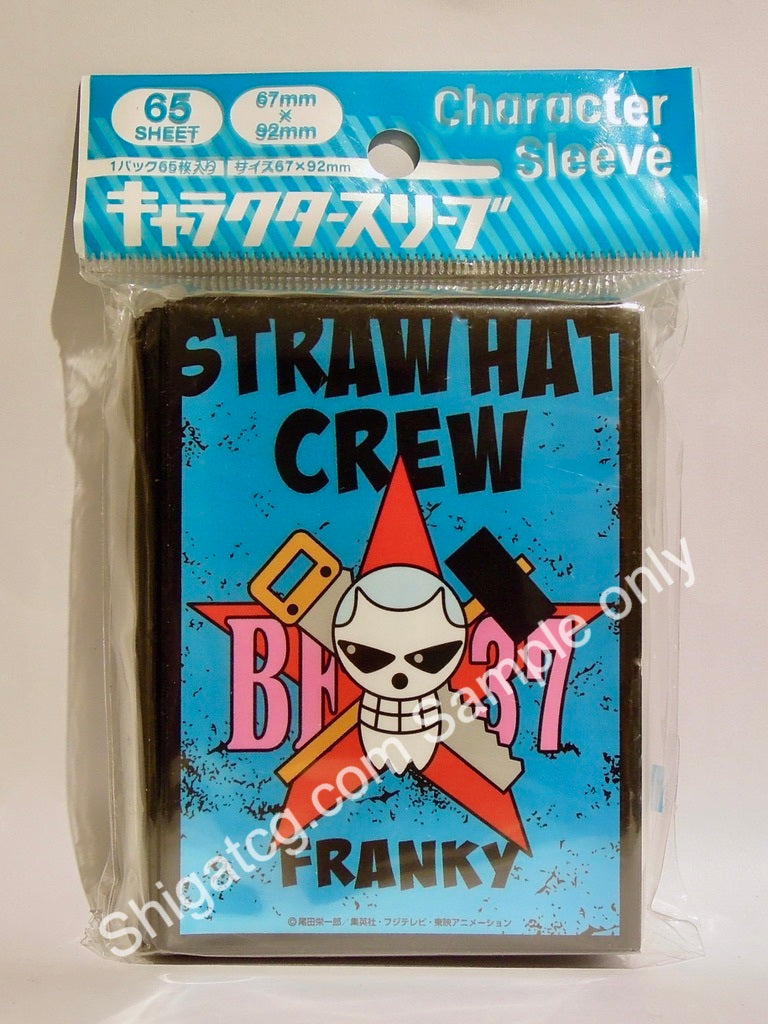 65
SHEET
67mm
×
92mm
Character
Sleeve
1パック65枚入り サイズ67×92mm
キャラクタースリーブ
STRAW HAT
CREW
BF 37
FRANKY
©尾田栄一郎/集英社・フジテレビ・東映アニメーション
Shigatcg.com Sample only